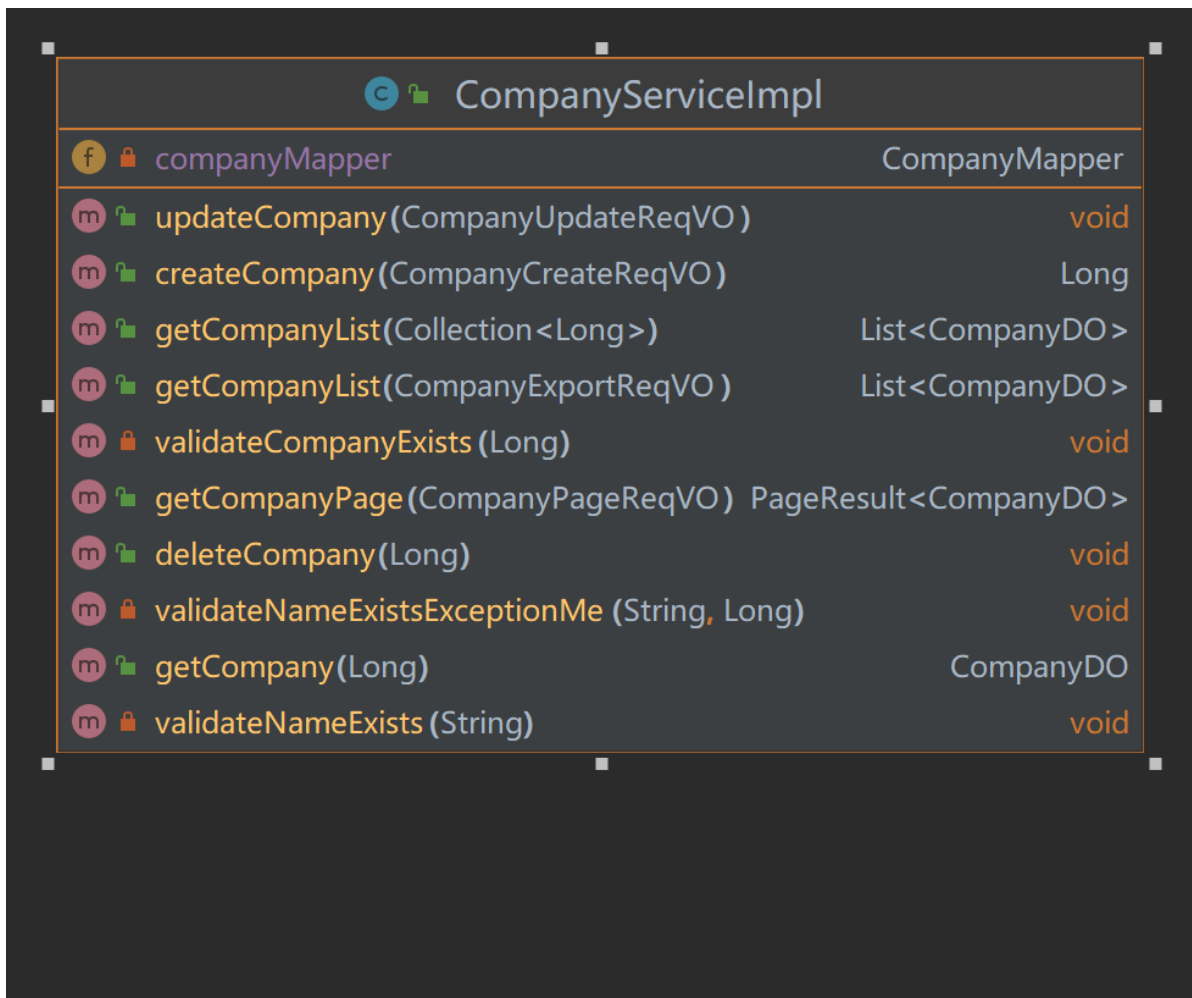 CompanyServiceImpl
companyMapper CompanyMapper
updateCompany(CompanyUpdateReqVO) void
createCompany(CompanyCreateReqVO) Long
getCompanyList(Collection<Long>) List<CompanyDO>
getCompanyList(CompanyExportReqVO) List<CompanyDO>
validateCompanyExists(Long) void
getCompanyPage(CompanyPageReqVO) PageResult<CompanyDO>
deleteCompany(Long) void
validateNameExistsExceptionMe (String, Long) void
getCompany(Long) CompanyDO
validateNameExists(String) void